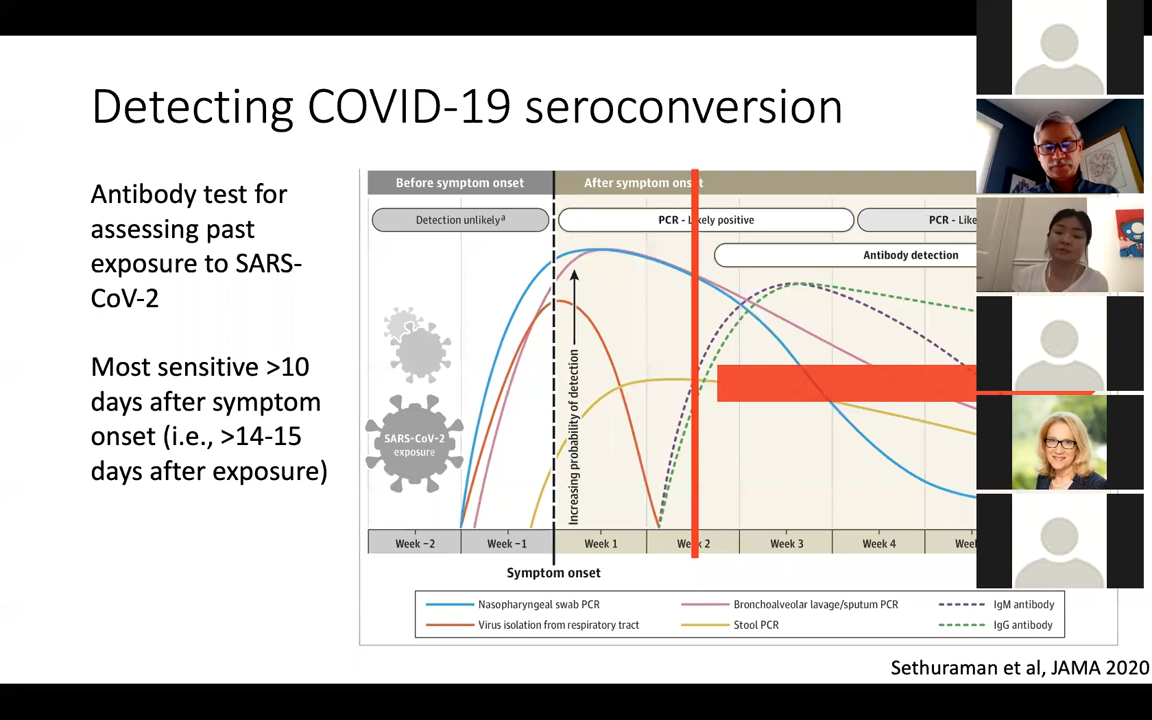 Detecting COVID-19 seroconversion
Antibody test for
assessing past
exposure to SARS-
CoV-2
Most sensitive >10
days after symptom
onset (i.e., >14-15
days after exposure)
Before symptom onset
After symptom onset
Detection unlikelyª
PCR - Likely positive
PCR - Like
Antibody detection
SARS-CoV-2
exposure
Increasing probability of detection
Week −2
Week −1
Week 1
Week 2
Week 3
Week 4
Week
Symptom onset
Nasopharyngeal swab PCR
Virus isolation from respiratory tract
Bronchoalveolar lavage/sputum PCR
Stool PCR
IgM antibody
IgG antibody
Sethuraman et al, JAMA 2020